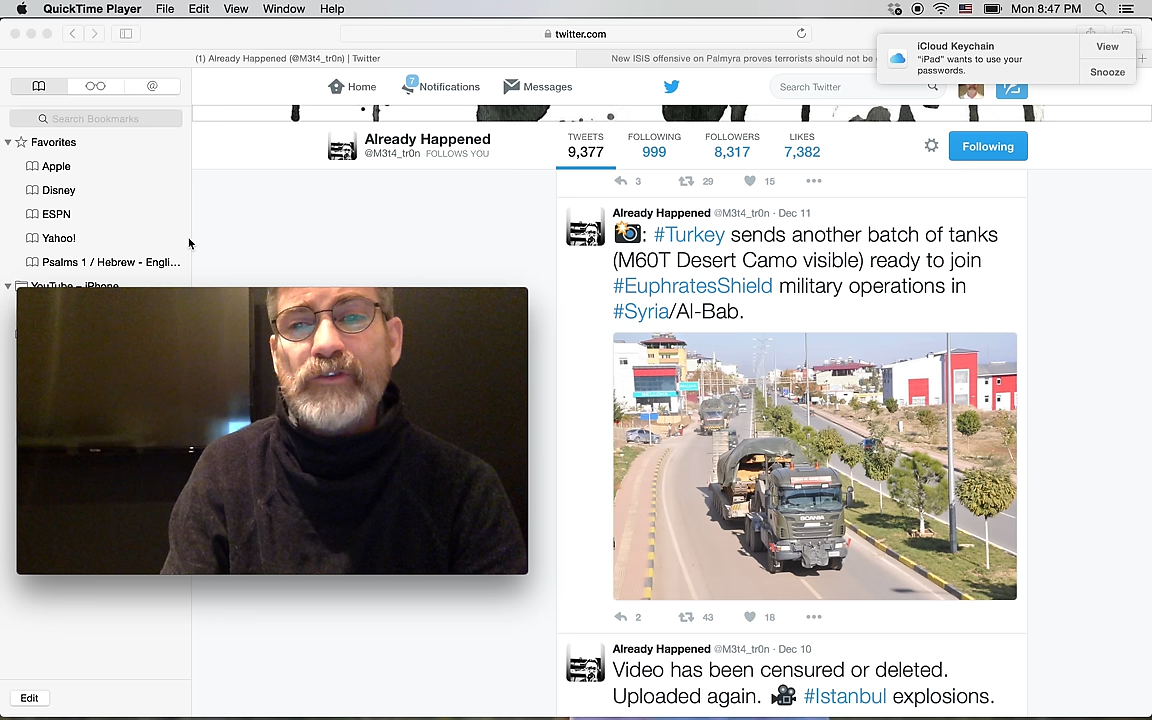 QuickTime Player File Edit View Window Help Mon 8:47 PM
twitter.com
(1) Already Happened (@M3t4_tr0n) | Twitter
New ISIS offensive on Palmyra proves terrorists should not be
iCloud Keychain
“iPad” wants to use your
passwords.
View
Snooze
Search Bookmarks
Favorites
Apple
Disney
ESPN
Yahoo!
Psalms 1 / Hebrew - Engli...
YouTube – iPhone
Edit
Home
7
Notifications
Messages
Search Twitter
Already Happened
@M3t4_tr0n FOLLOWS YOU
TWEETS FOLLOWING FOLLOWERS LIKES
9,377 999 8,317 7,382
Following
3 29 15
Already Happened @M3t4_tr0n · Dec 11
: #Turkey sends another batch of tanks
(M60T Desert Camo visible) ready to join
#EuphratesShield military operations in
#Syria/Al-Bab.
SCANIA
2 43 18
Already Happened @M3t4_tr0n · Dec 10
Video has been censured or deleted.
Uploaded again. #Istanbul explosions.